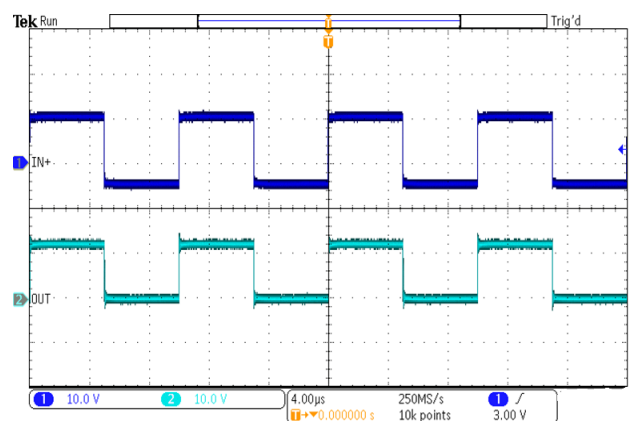 Tek Run Trig'd
T
T
1 IN+
2 OUT
1 10.0 V 2 10.0 V 4.00µs 250MS/s 1 /
T→▼0.000000 s 10k points 3.00 V